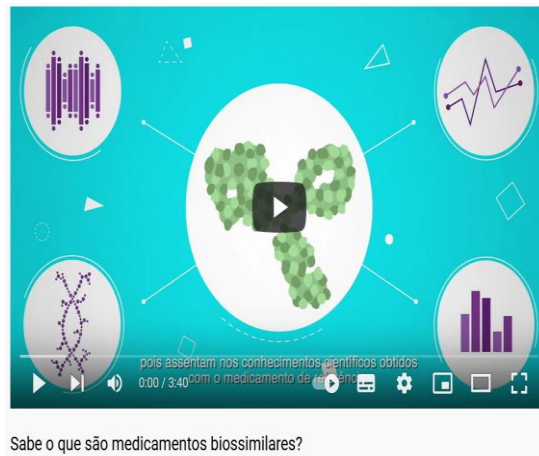 pois assentam nos conhecimentos científicos obtidos
0:00 / 3:40 com o medicamento de
Sabe o que são medicamentos biossimilares?